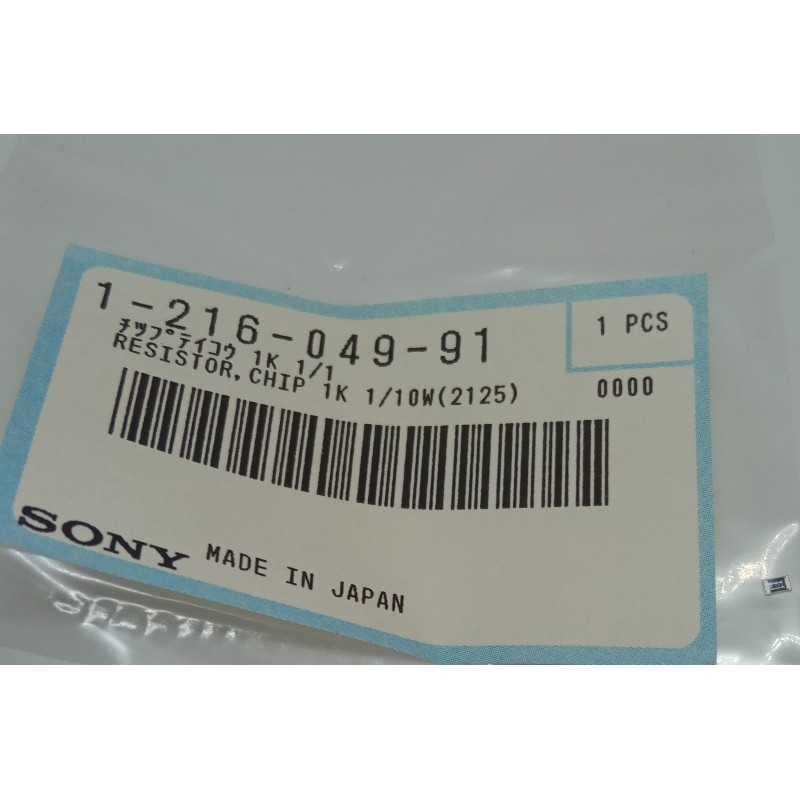 1-216-049-91
1 PCS
ﾁｯﾌﾟﾃｲｺｳ 1K 1/1
RESISTOR,CHIP 1K 1/10W(2125)
0000
SONY MADE IN JAPAN